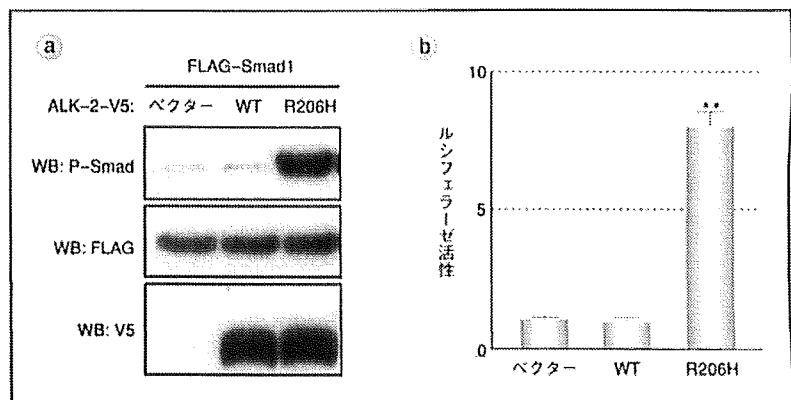 a
FLAG-Smad1
ALK-2-V5: ベクター WT R206H
WB: P-Smad
WB: FLAG
WB: V5
b
ルシフェラーゼ活性
10
5
0
**
ベクター WT R206H